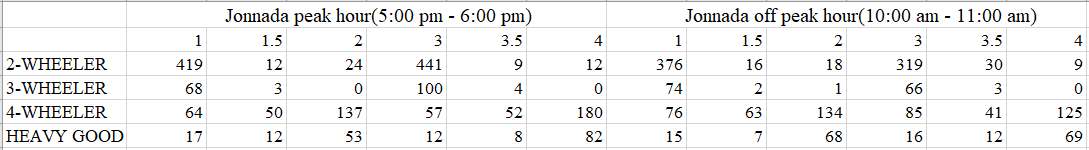 Jonnada peak hour(5:00 pm - 6:00 pm) Jonnada off peak hour(10:00 am - 11:00 am)
1 1.5 2 3 3.5 4 1 1.5 2 3 3.5 4
2-WHEELER 419 12 24 441 9 12 376 16 18 319 30 9
3-WHEELER 68 3 0 100 4 0 74 2 1 66 3 0
4-WHEELER 64 50 137 57 52 180 76 63 134 85 41 125
HEAVY GOOD 17 12 53 12 8 82 15 7 68 16 12 69